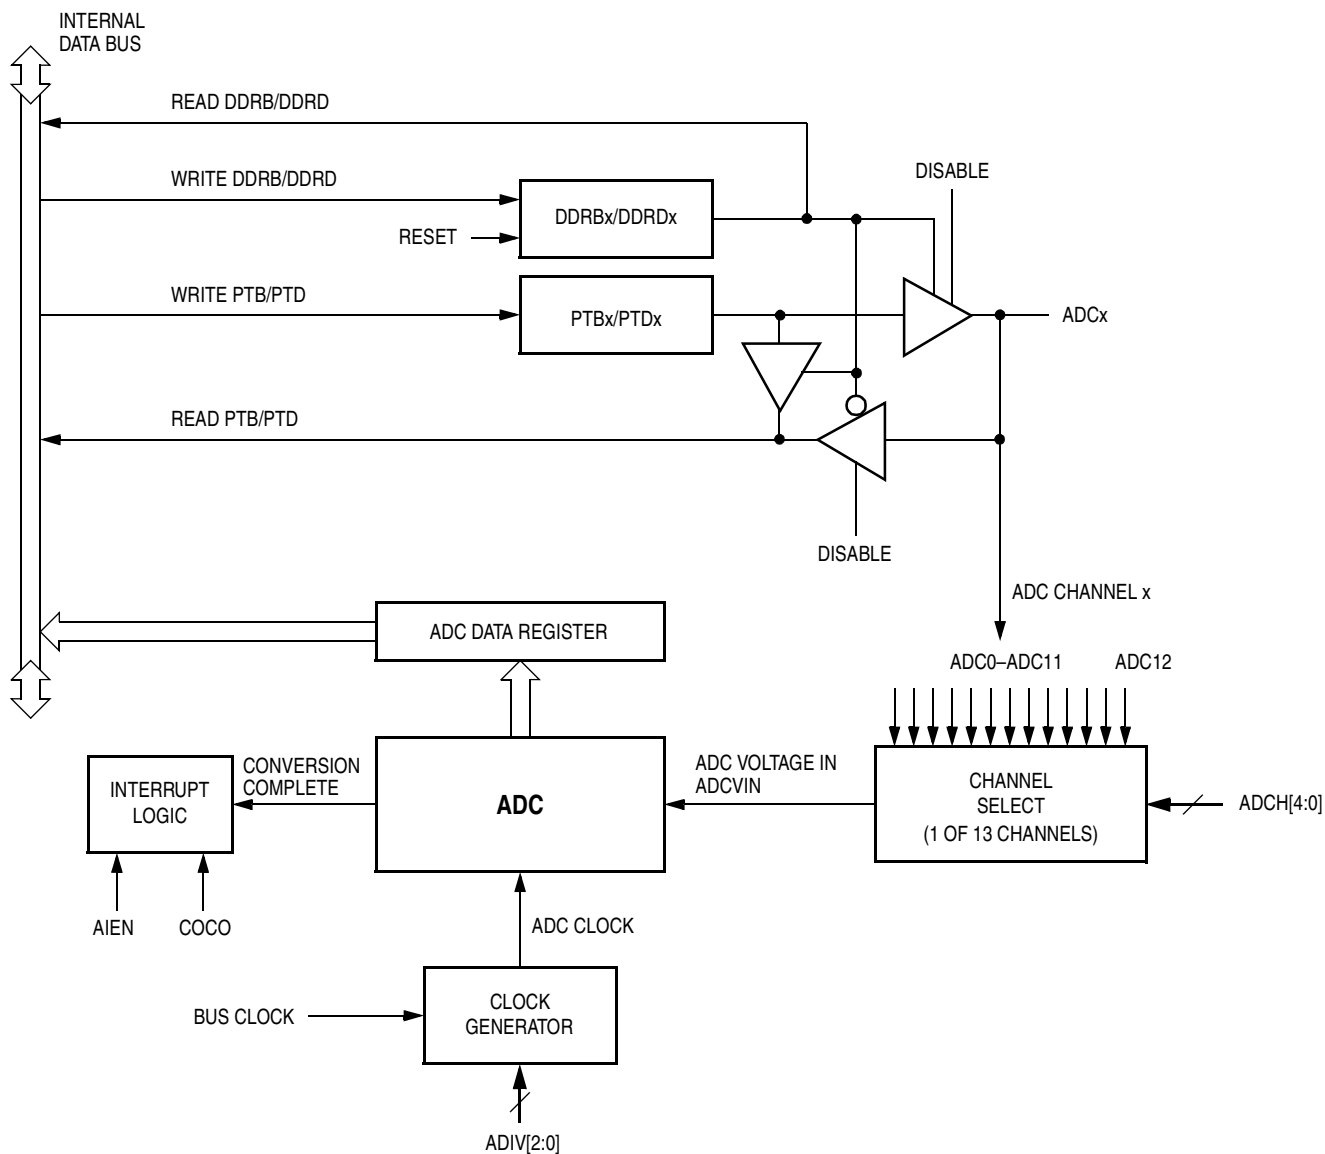 INTERNAL
DATA BUS
READ DDRB/DDRD
WRITE DDRB/DDRD
DISABLE
DDRBx/DDRDx
RESET
WRITE PTB/PTD
PTBx/PTDx
ADCx
READ PTB/PTD
DISABLE
ADC CHANNEL x
ADC DATA REGISTER
ADC0–ADC11
ADC12
INTERRUPT
LOGIC
CONVERSION
COMPLETE
ADC
ADC VOLTAGE IN
ADCVIN
CHANNEL
SELECT
(1 OF 13 CHANNELS)
ADCH[4:0]
AIEN
COCO
ADC CLOCK
BUS CLOCK
CLOCK
GENERATOR
ADIV[2:0]